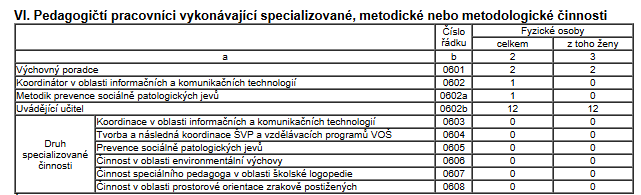 VI. Pedagogičtí pracovníci vykonávající specializované, metodické nebo metodologické činnosti
Číslo řádku Fyzické osoby
celkem z toho ženy
a b 2 3
Výchovný poradce 0601 2 2
Koordinátor v oblasti informačních a komunikačních technologií 0602 1 0
Metodik prevence sociálně patologických jevů 0602a 1 0
Uvádějící učitel 0602b 12 12
Druh specializované činnosti
Koordinace v oblasti informačních a komunikačních technologií 0603 0 0
Tvorba a následná koordinace ŠVP a vzdělávacích programů VOŠ 0604 0 0
Prevence sociálně patologických jevů 0605 0 0
Činnost v oblasti environmentální výchovy 0606 0 0
Činnost speciálního pedagoga v oblasti školské logopedie 0607 0 0
Činnost v oblasti prostorové orientace zrakově postižených 0608 0 0